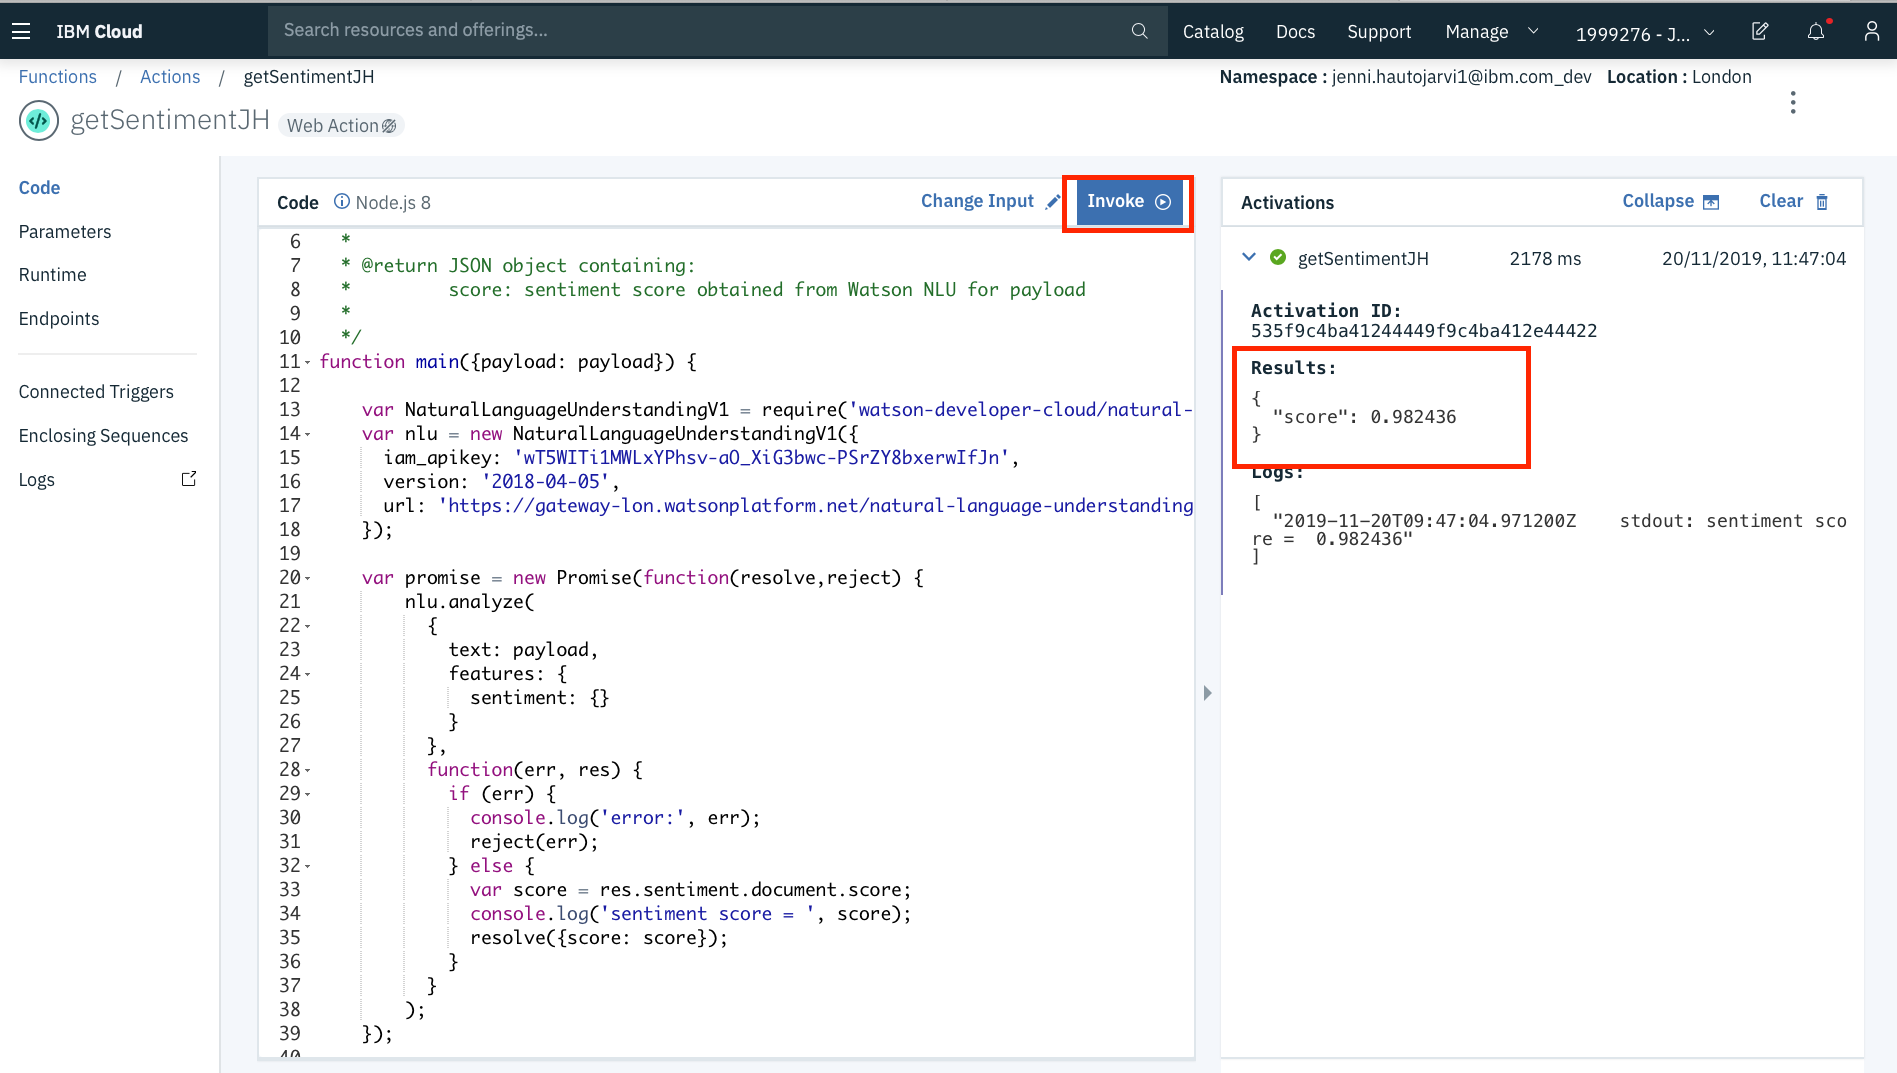 IBM Cloud
Search resources and offerings...
Catalog
Docs
Support
Manage
1999276 - J...
Functions / Actions / getSentimentJH
Namespace : jenni.hautojarvi1@ibm.com_dev Location : London
getSentimentJH
Web Action
Code
Parameters
Runtime
Endpoints
Connected Triggers
Enclosing Sequences
Logs
Code Node.js 8
Change Input
Invoke
6 *
7 * @return JSON object containing:
8 * score: sentiment score obtained from Watson NLU for payload
9 *
10 */
11 function main({payload: payload}) {
12
13 var NaturalLanguageUnderstandingV1 = require('watson-developer-cloud/natural-
14 var nlu = new NaturalLanguageUnderstandingV1({
15 iam_apikey: 'wT5WITi1MWLxYPhsv-aO_XiG3bwc-PSrZY8bxerwIfJn',
16 version: '2018-04-05',
17 url: 'https://gateway-lon.watsonplatform.net/natural-language-understanding
18 });
19
20 var promise = new Promise(function(resolve,reject) {
21 nlu.analyze(
22 {
23 text: payload,
24 features: {
25 sentiment: {}
26 }
27 },
28 function(err, res) {
29 if (err) {
30 console.log('error:', err);
31 reject(err);
32 } else {
33 var score = res.sentiment.document.score;
34 console.log('sentiment score = ', score);
35 resolve({score: score});
36 }
37 }
38 );
39 });
40
Activations
Collapse
Clear
getSentimentJH 2178 ms 20/11/2019, 11:47:04
Activation ID:
535f9c4ba41244449f9c4ba412e44422
Results:
{
"score": 0.982436
}
Logs:
[
"2019-11-20T09:47:04.971200Z stdout: sentiment sco
re = 0.982436"
]